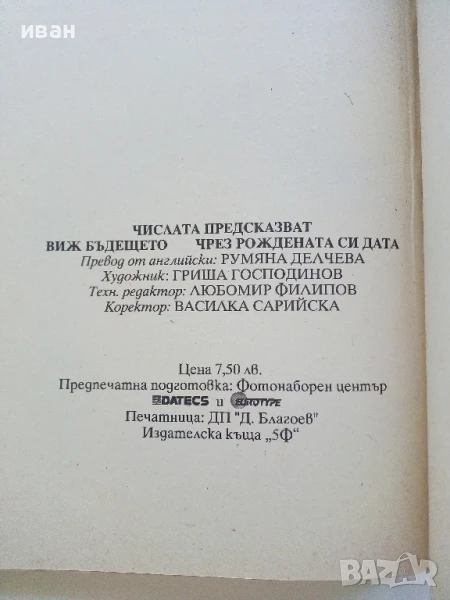 иван
ЧИСЛАТА ПРЕДСКАЗВАТ
ВИЖ БЪДЕЩЕТО ЧРЕЗ РОЖДЕНАТА СИ ДАТА
Превод от английски: РУМЯНА ДЕЛЧЕВА
Художник: ГРИША ГОСПОДИНОВ
Техн. редактор: ЛЮБОМИР ФИЛИПОВ
Коректор: ВАСИЛКА САРИЙСКА
Цена 7,50 лв.
Предпечатна подготовка: Фотонаборен център
DATECS и EUROTYPE
Печатница: ДП "Д. Благоев"
Издателска къща „5Ф"
BAZAR